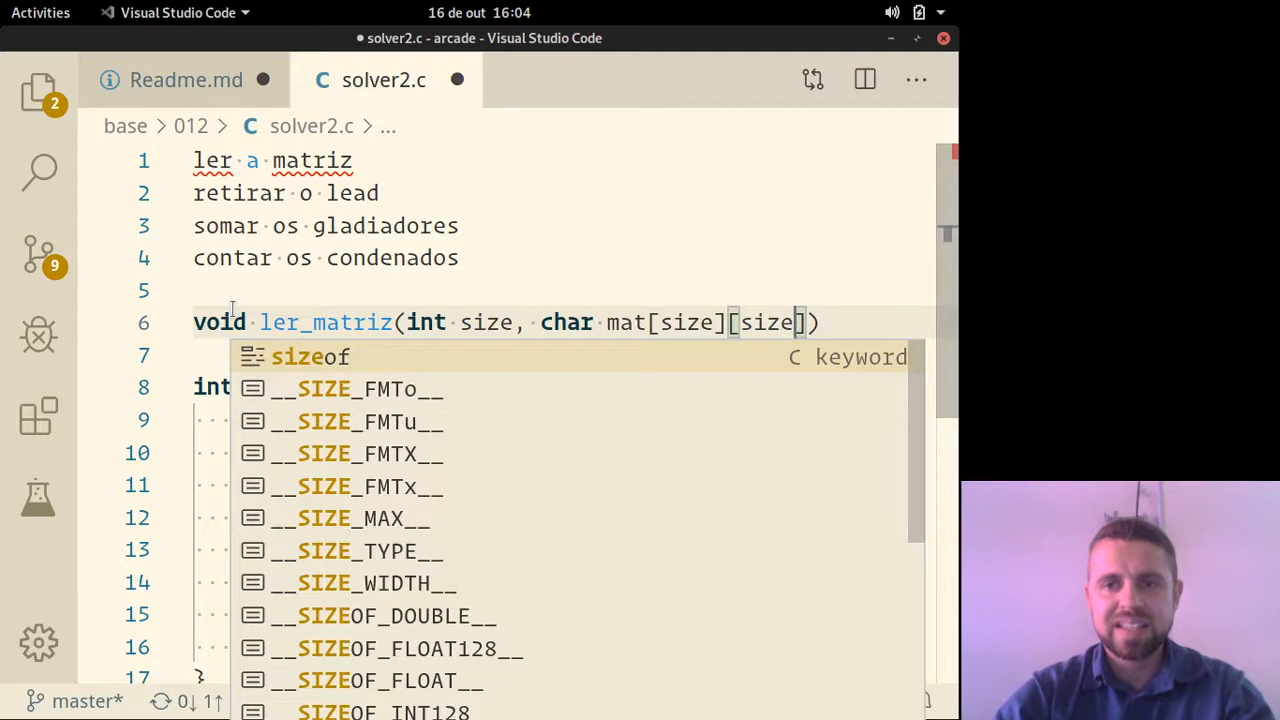 Activities Visual Studio Code 16 de out 16:04
● solver2.c - arcade - Visual Studio Code
Readme.md solver2.c
base > 012 > C solver2.c > ...
1 ler a matriz
2 retirar o lead
3 somar os gladiadores
4 contar os condenados
5
6 void ler_matriz(int size, char mat[size][size])
7
sizeof C keyword
8 int
__SIZE_FMTo__
9
__SIZE_FMTu__
10
__SIZE_FMTX__
11
__SIZE_FMTx__
12
__SIZE_MAX__
13
__SIZE_TYPE__
14
__SIZE_WIDTH__
15
__SIZEOF_DOUBLE__
16
__SIZEOF_FLOAT128__
17 }
__SIZEOF_FLOAT__
__SIZEOF_INT128
2
9
master* 0↓ 1↑